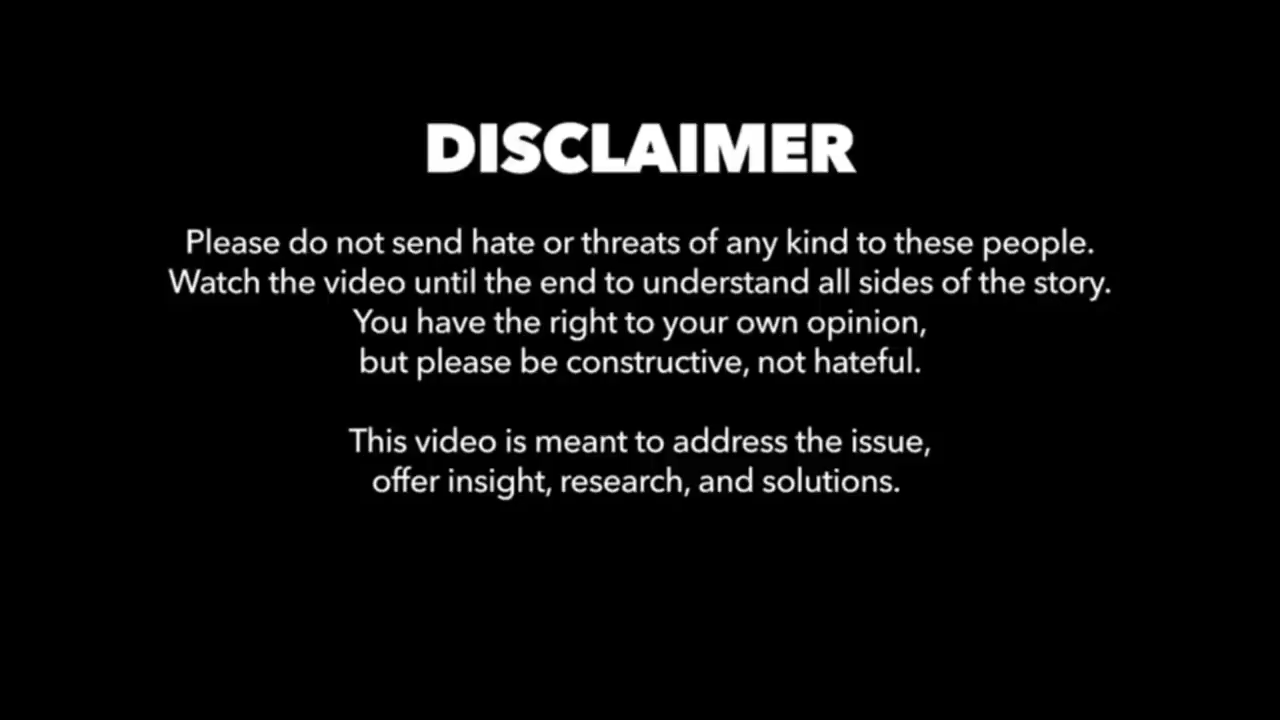 DISCLAIMER
Please do not send hate or threats of any kind to these people.
Watch the video until the end to understand all sides of the story.
You have the right to your own opinion,
but please be constructive, not hateful.
This video is meant to address the issue,
offer insight, research, and solutions.